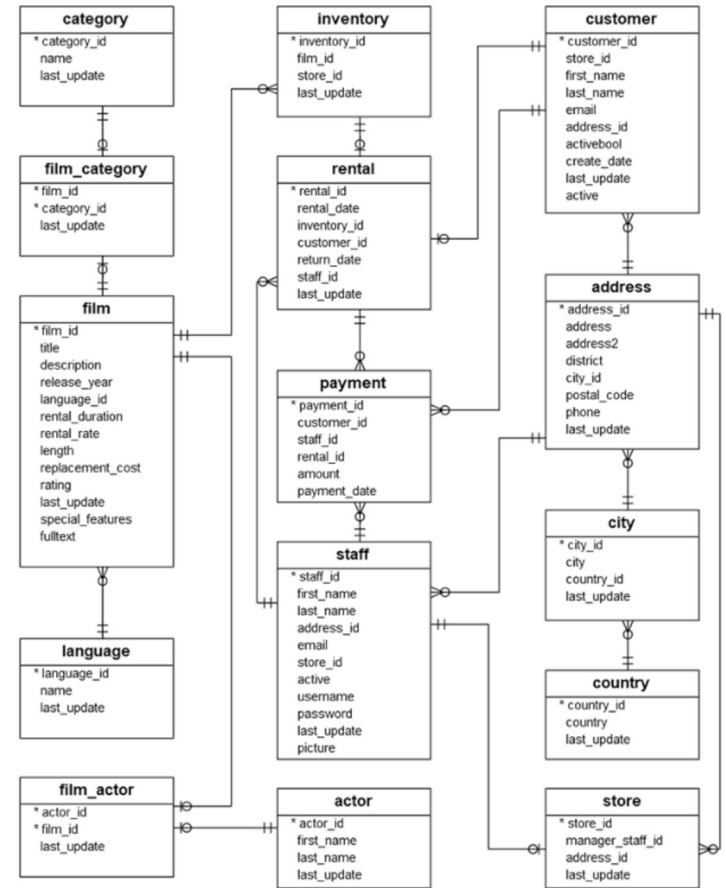 category
* category_id
name
last_update
film_category
* film_id
* category_id
last_update
film
* film_id
title
description
release_year
language_id
rental_duration
rental_rate
length
replacement_cost
rating
last_update
special_features
fulltext
language
* language_id
name
last_update
film_actor
* actor_id
* film_id
last_update
inventory
* inventory_id
film_id
store_id
last_update
rental
* rental_id
rental_date
inventory_id
customer_id
return_date
staff_id
last_update
payment
* payment_id
customer_id
staff_id
rental_id
amount
payment_date
staff
* staff_id
first_name
last_name
address_id
email
store_id
active
username
password
last_update
picture
actor
* actor_id
first_name
last_name
last_update
customer
* customer_id
store_id
first_name
last_name
email
address_id
activebool
create_date
last_update
active
address
* address_id
address
address2
district
city_id
postal_code
phone
last_update
city
* city_id
city
country_id
last_update
country
* country_id
country
last_update
store
* store_id
manager_staff_id
address_id
last_update